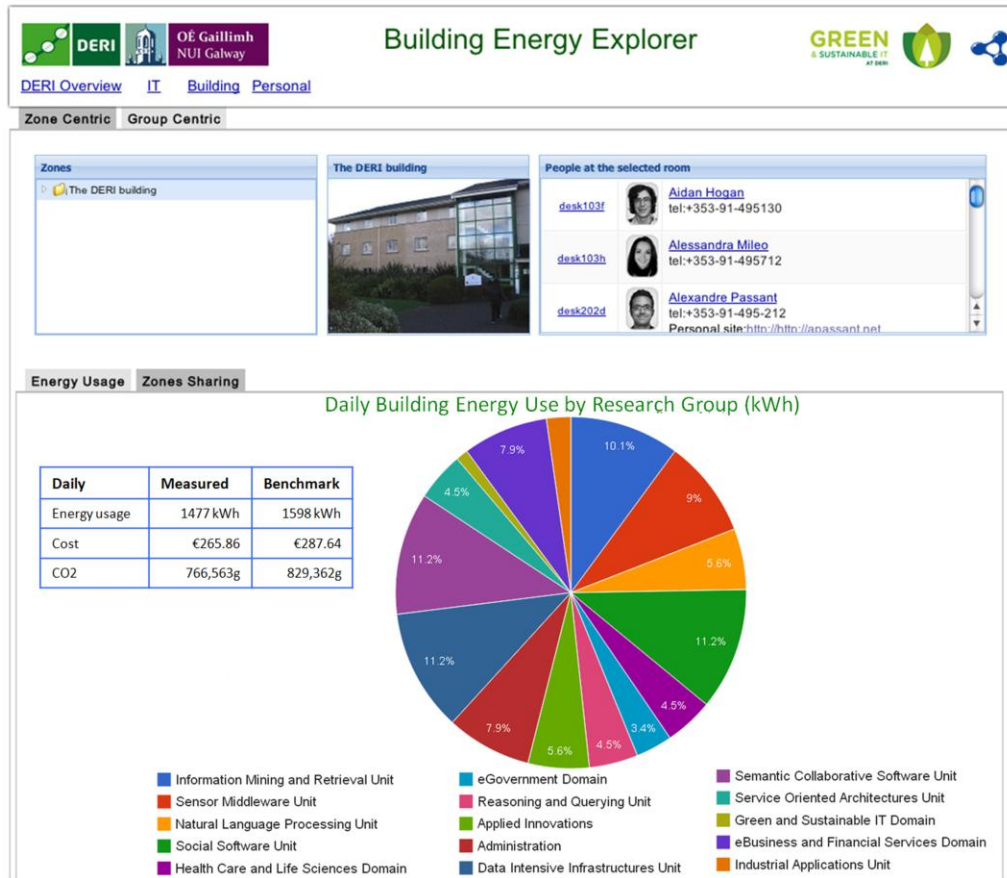 DERI
OÉ Gaillimh
NUI Galway
Building Energy Explorer
GREEN
& SUSTAINABLE IT
AT DERI
DERI Overview IT Building Personal
Zone Centric Group Centric
Zones
The DERI building
The DERI building
People at the selected room
desk103f
Aidan Hogan
tel:+353-91-495130
desk103h
Alessandra Mileo
tel:+353-91-495712
desk202d
Alexandre Passant
tel:+353-91-495-212
Personal site:http://http://apassant.net
Energy Usage Zones Sharing
Daily Building Energy Use by Research Group (kWh)
Daily Measured Benchmark
Energy usage 1477 kWh 1598 kWh
Cost €265.86 €287.64
CO2 766,563g 829,362g
10.1%
9%
5.6%
11.2%
4.5%
3.4%
4.5%
5.6%
7.9%
11.2%
11.2%
4.5%
7.9%
Information Mining and Retrieval Unit
Sensor Middleware Unit
Natural Language Processing Unit
Social Software Unit
Health Care and Life Sciences Domain
eGovernment Domain
Reasoning and Querying Unit
Applied Innovations
Administration
Data Intensive Infrastructures Unit
Semantic Collaborative Software Unit
Service Oriented Architectures Unit
Green and Sustainable IT Domain
eBusiness and Financial Services Domain
Industrial Applications Unit